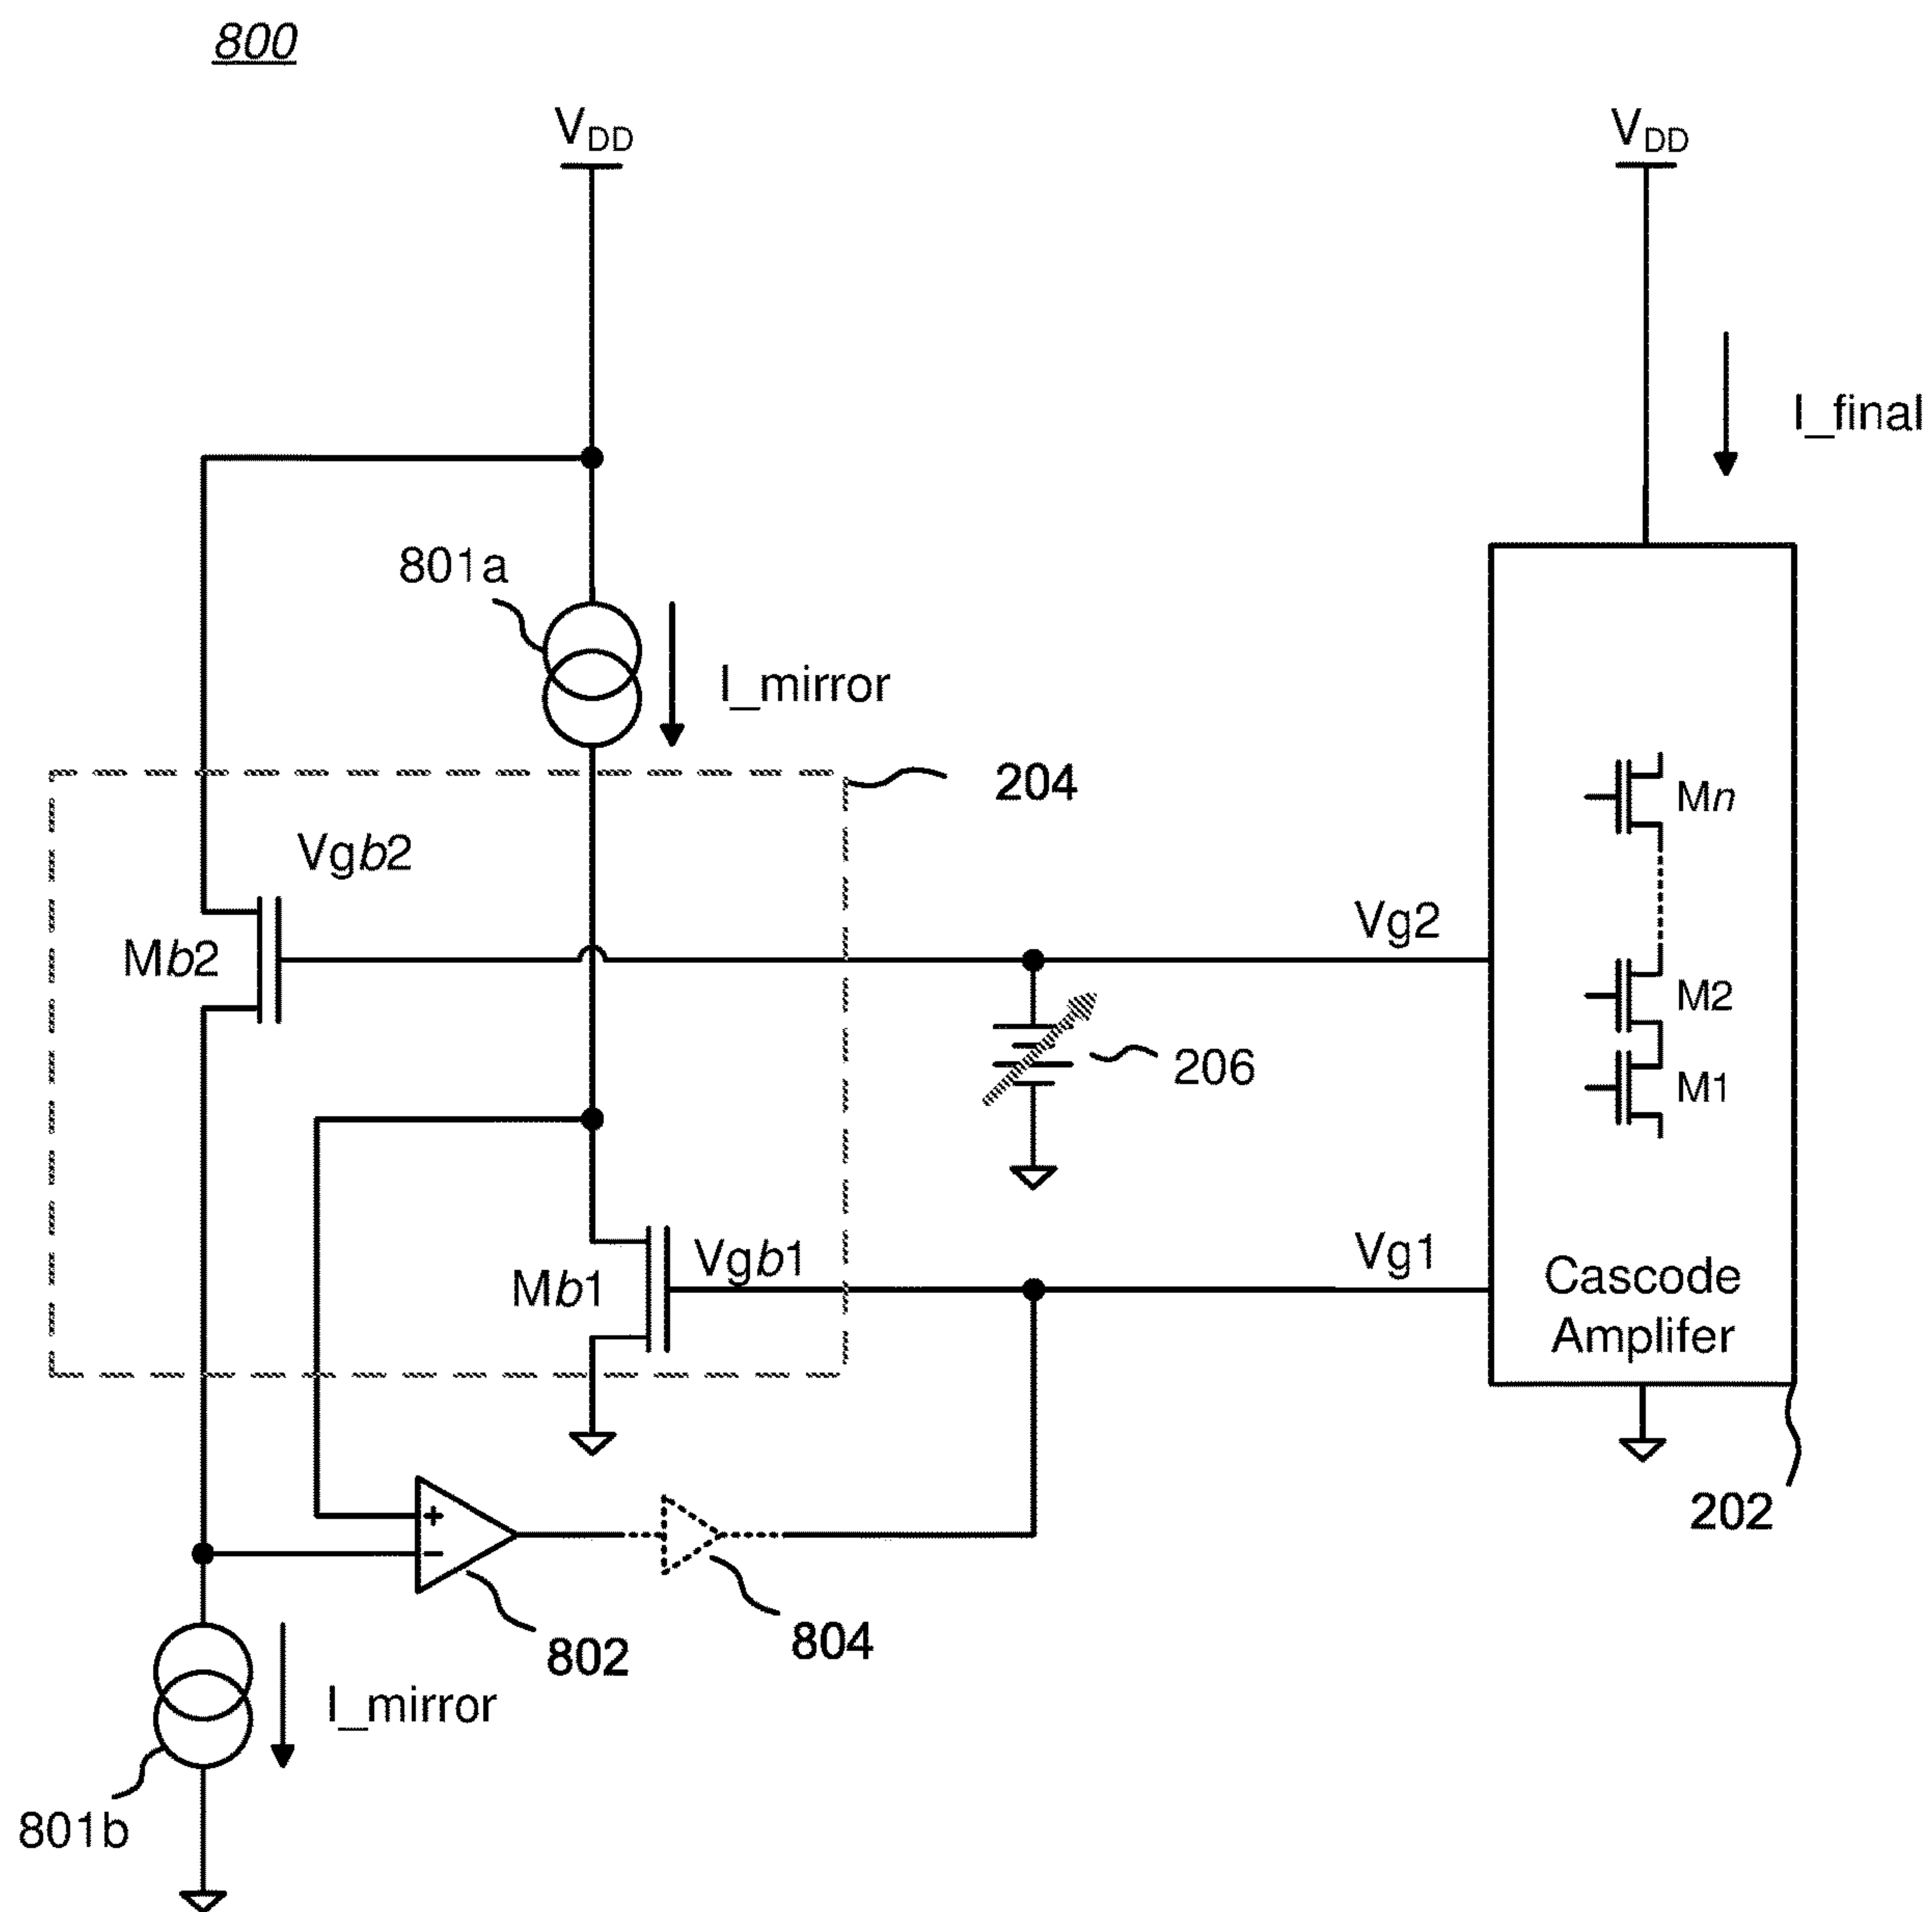 800
VDD
VDD
I_final
801a
I_mirror
204
Vgb2
Mn
Vg2
Mb2
M2
206
M1
Vgb1
Vg1
Mb1
Cascode
Amplifer
+
−
202
802
804
I_mirror
801b